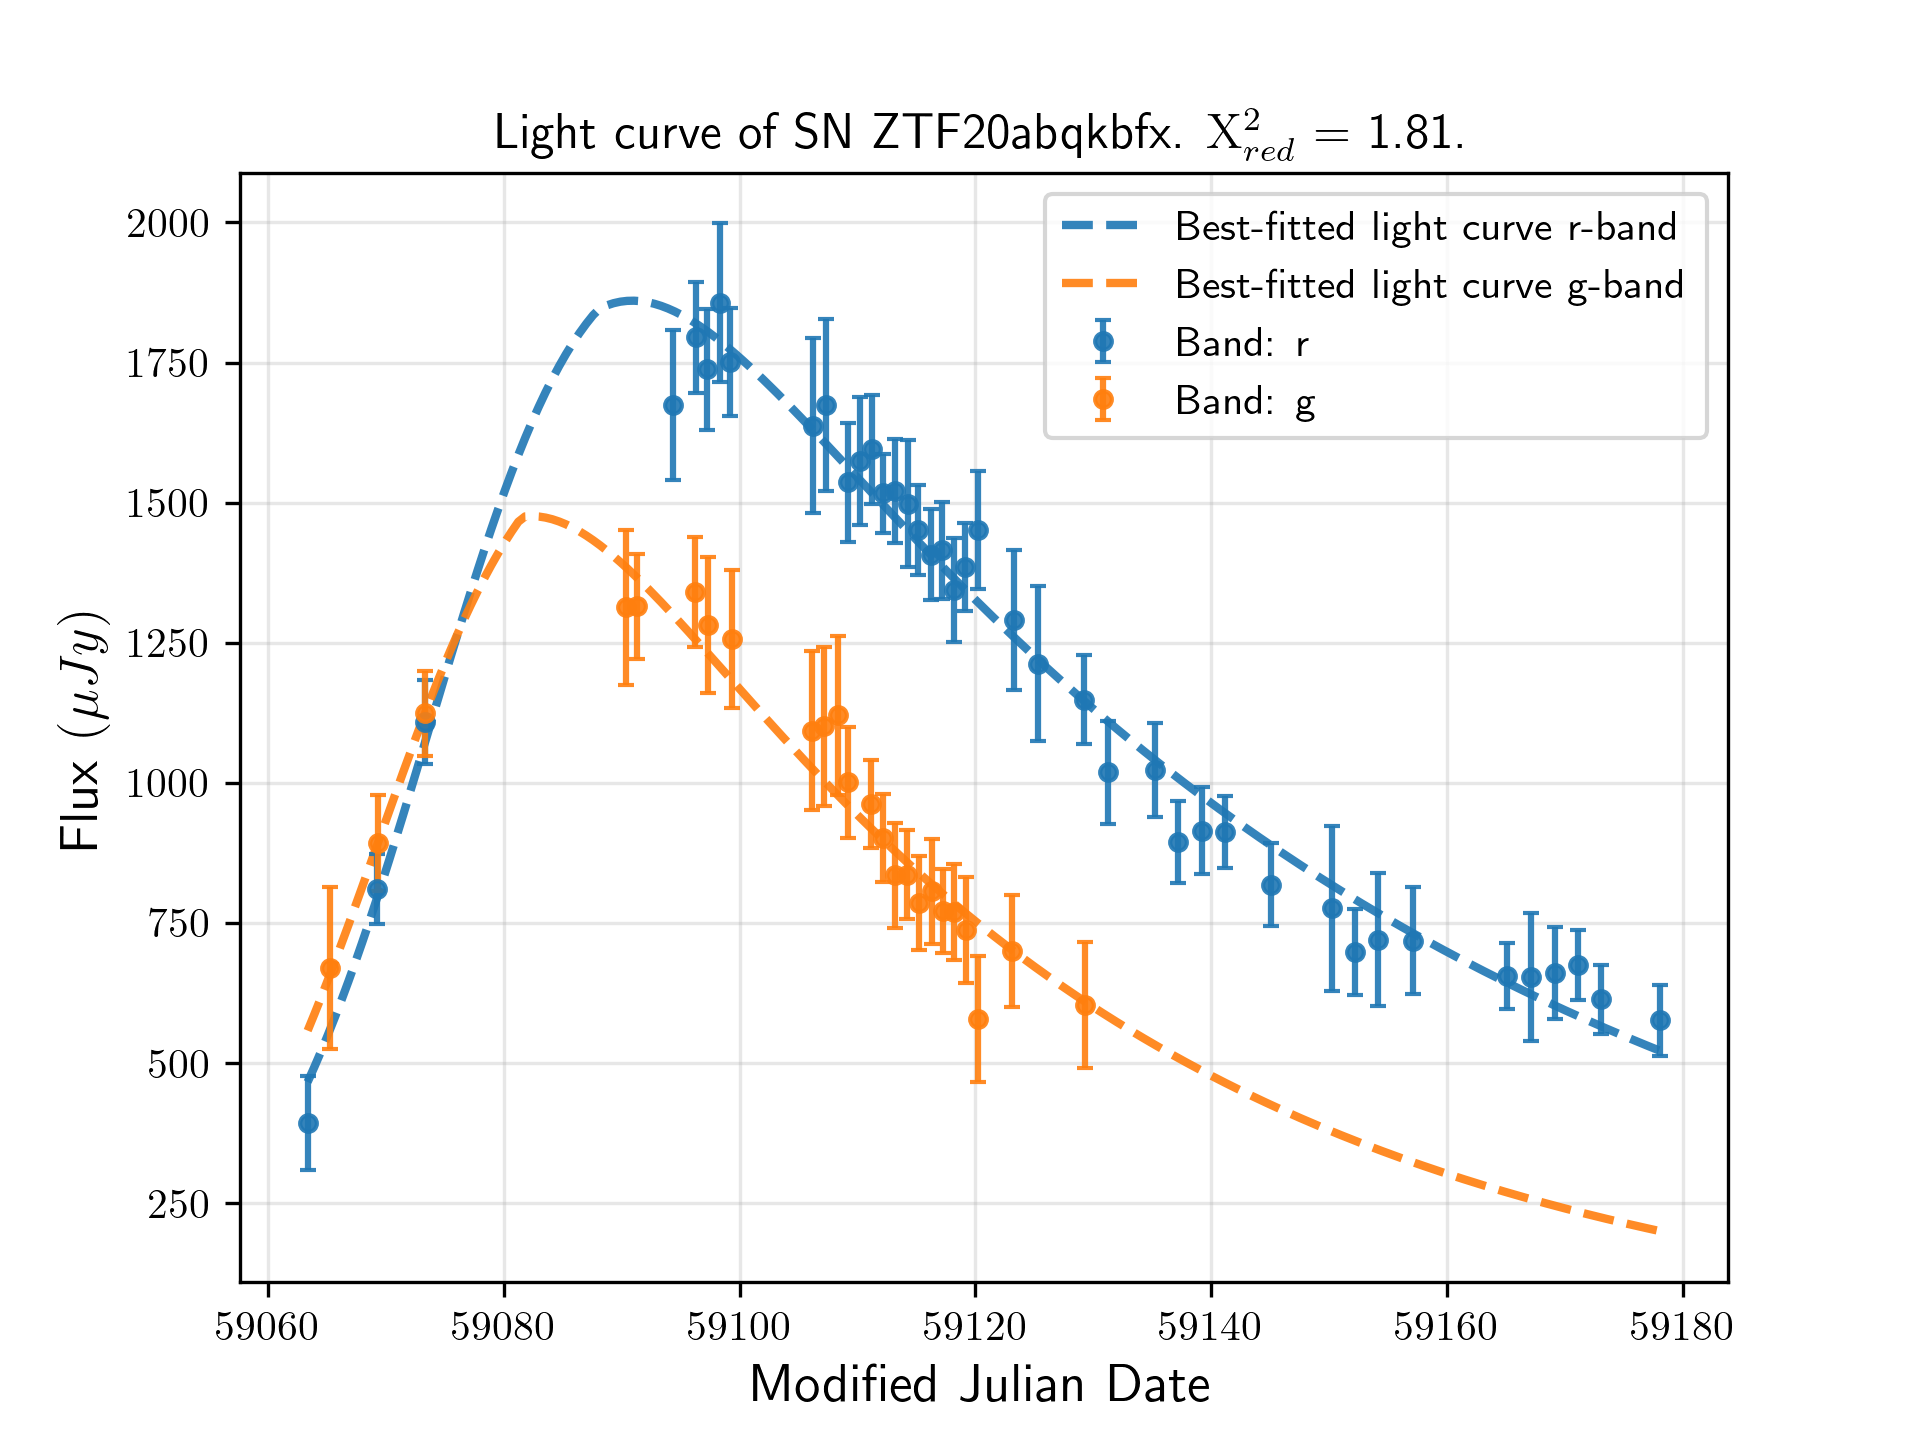 Light curve of SN ZTF20abqkbfx. Χ²_red = 1.81.
Best-fitted light curve r-band
Best-fitted light curve g-band
Band: r
Band: g
Flux (μJy)
2000
1750
1500
1250
1000
750
500
250
59060 59080 59100 59120 59140 59160 59180
Modified Julian Date